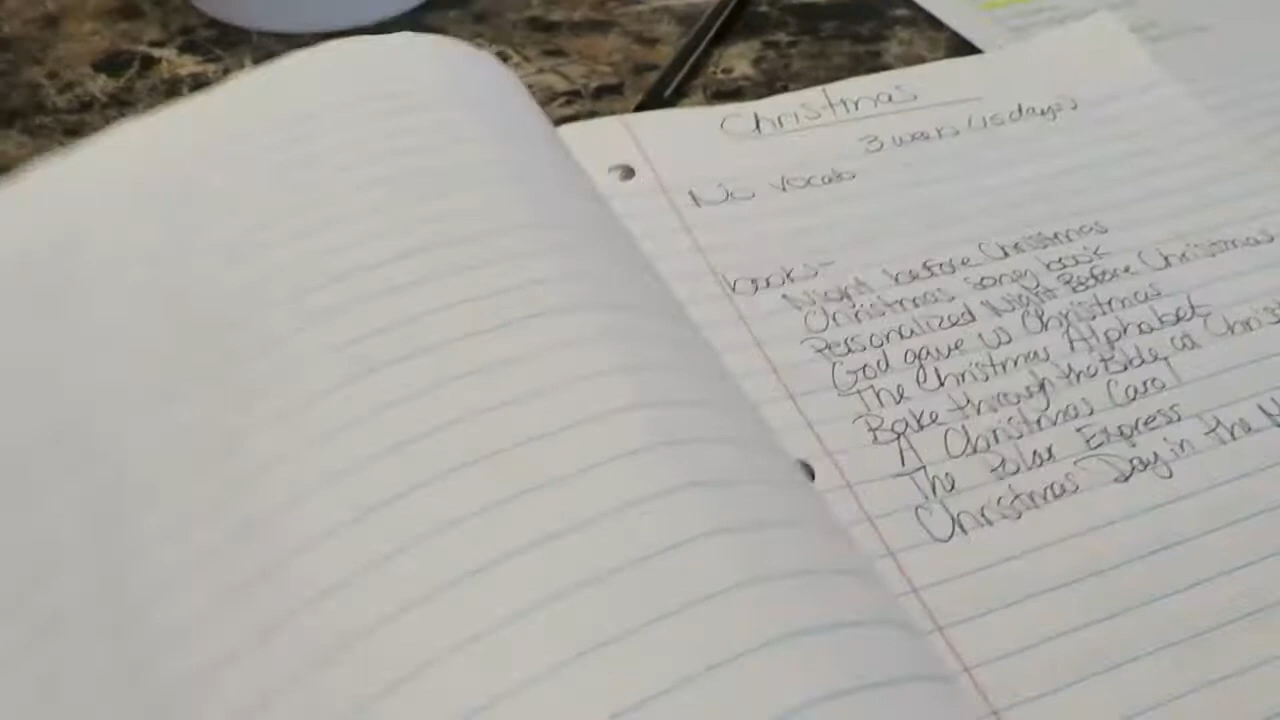 Christmas
3 weeks (15 days)
No vocab
books-
Night before Christmas
Christmas song book
Personalized Night Before Christmas
God gave us Christmas
The Christmas Alphabet
Bake through the Bible at
A Christmas Carol
The Polar Express
Christmas Day in the